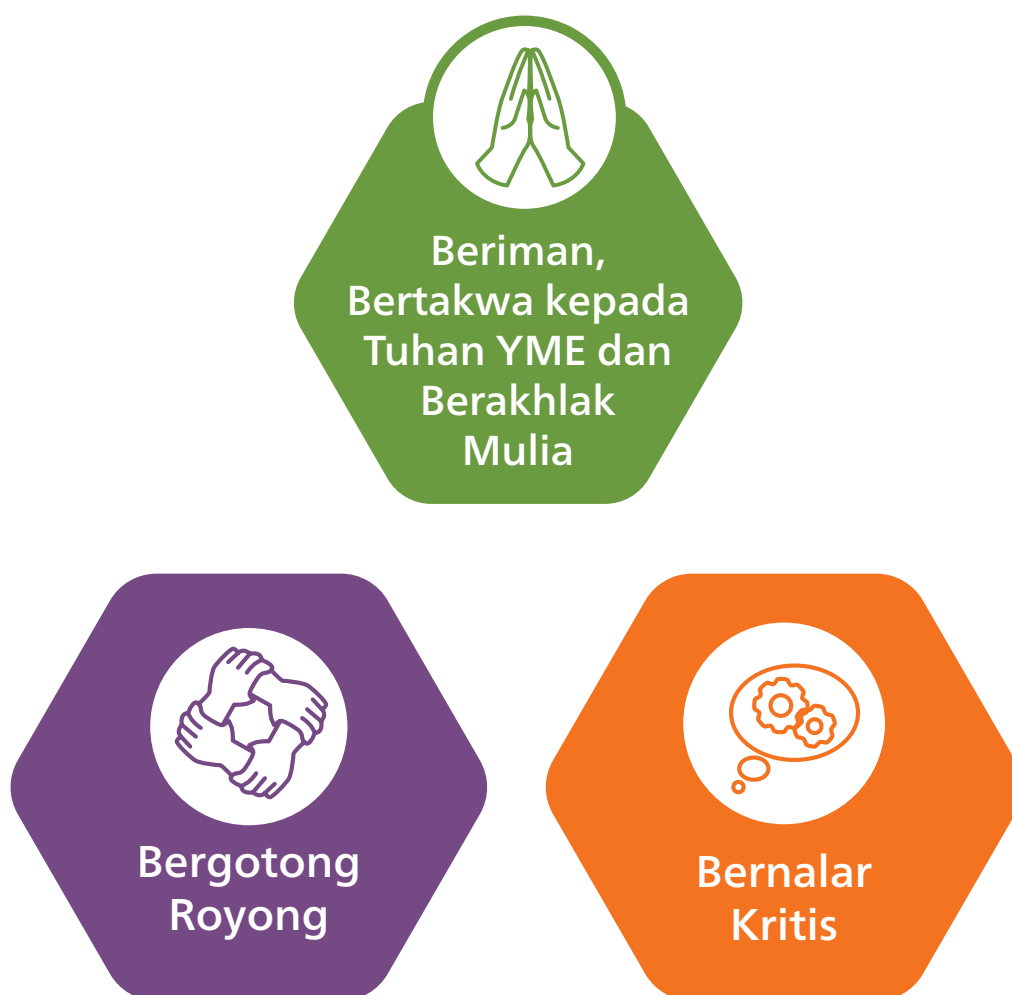 Beriman,
Bertakwa kepada
Tuhan YME dan
Berakhlak
Mulia
Bergotong
Royong
Bernalar
Kritis